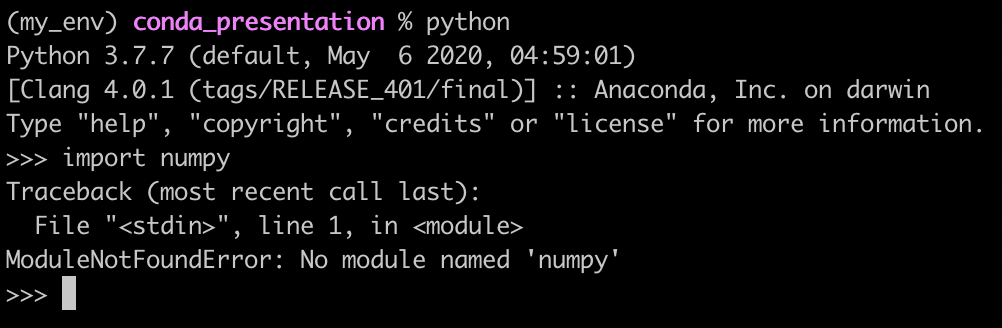 (my_env) conda_presentation % python
Python 3.7.7 (default, May  6 2020, 04:59:01)
[Clang 4.0.1 (tags/RELEASE_401/final)] :: Anaconda, Inc. on darwin
Type "help", "copyright", "credits" or "license" for more information.
>>> import numpy
Traceback (most recent call last):
  File "<stdin>", line 1, in <module>
ModuleNotFoundError: No module named 'numpy'
>>>